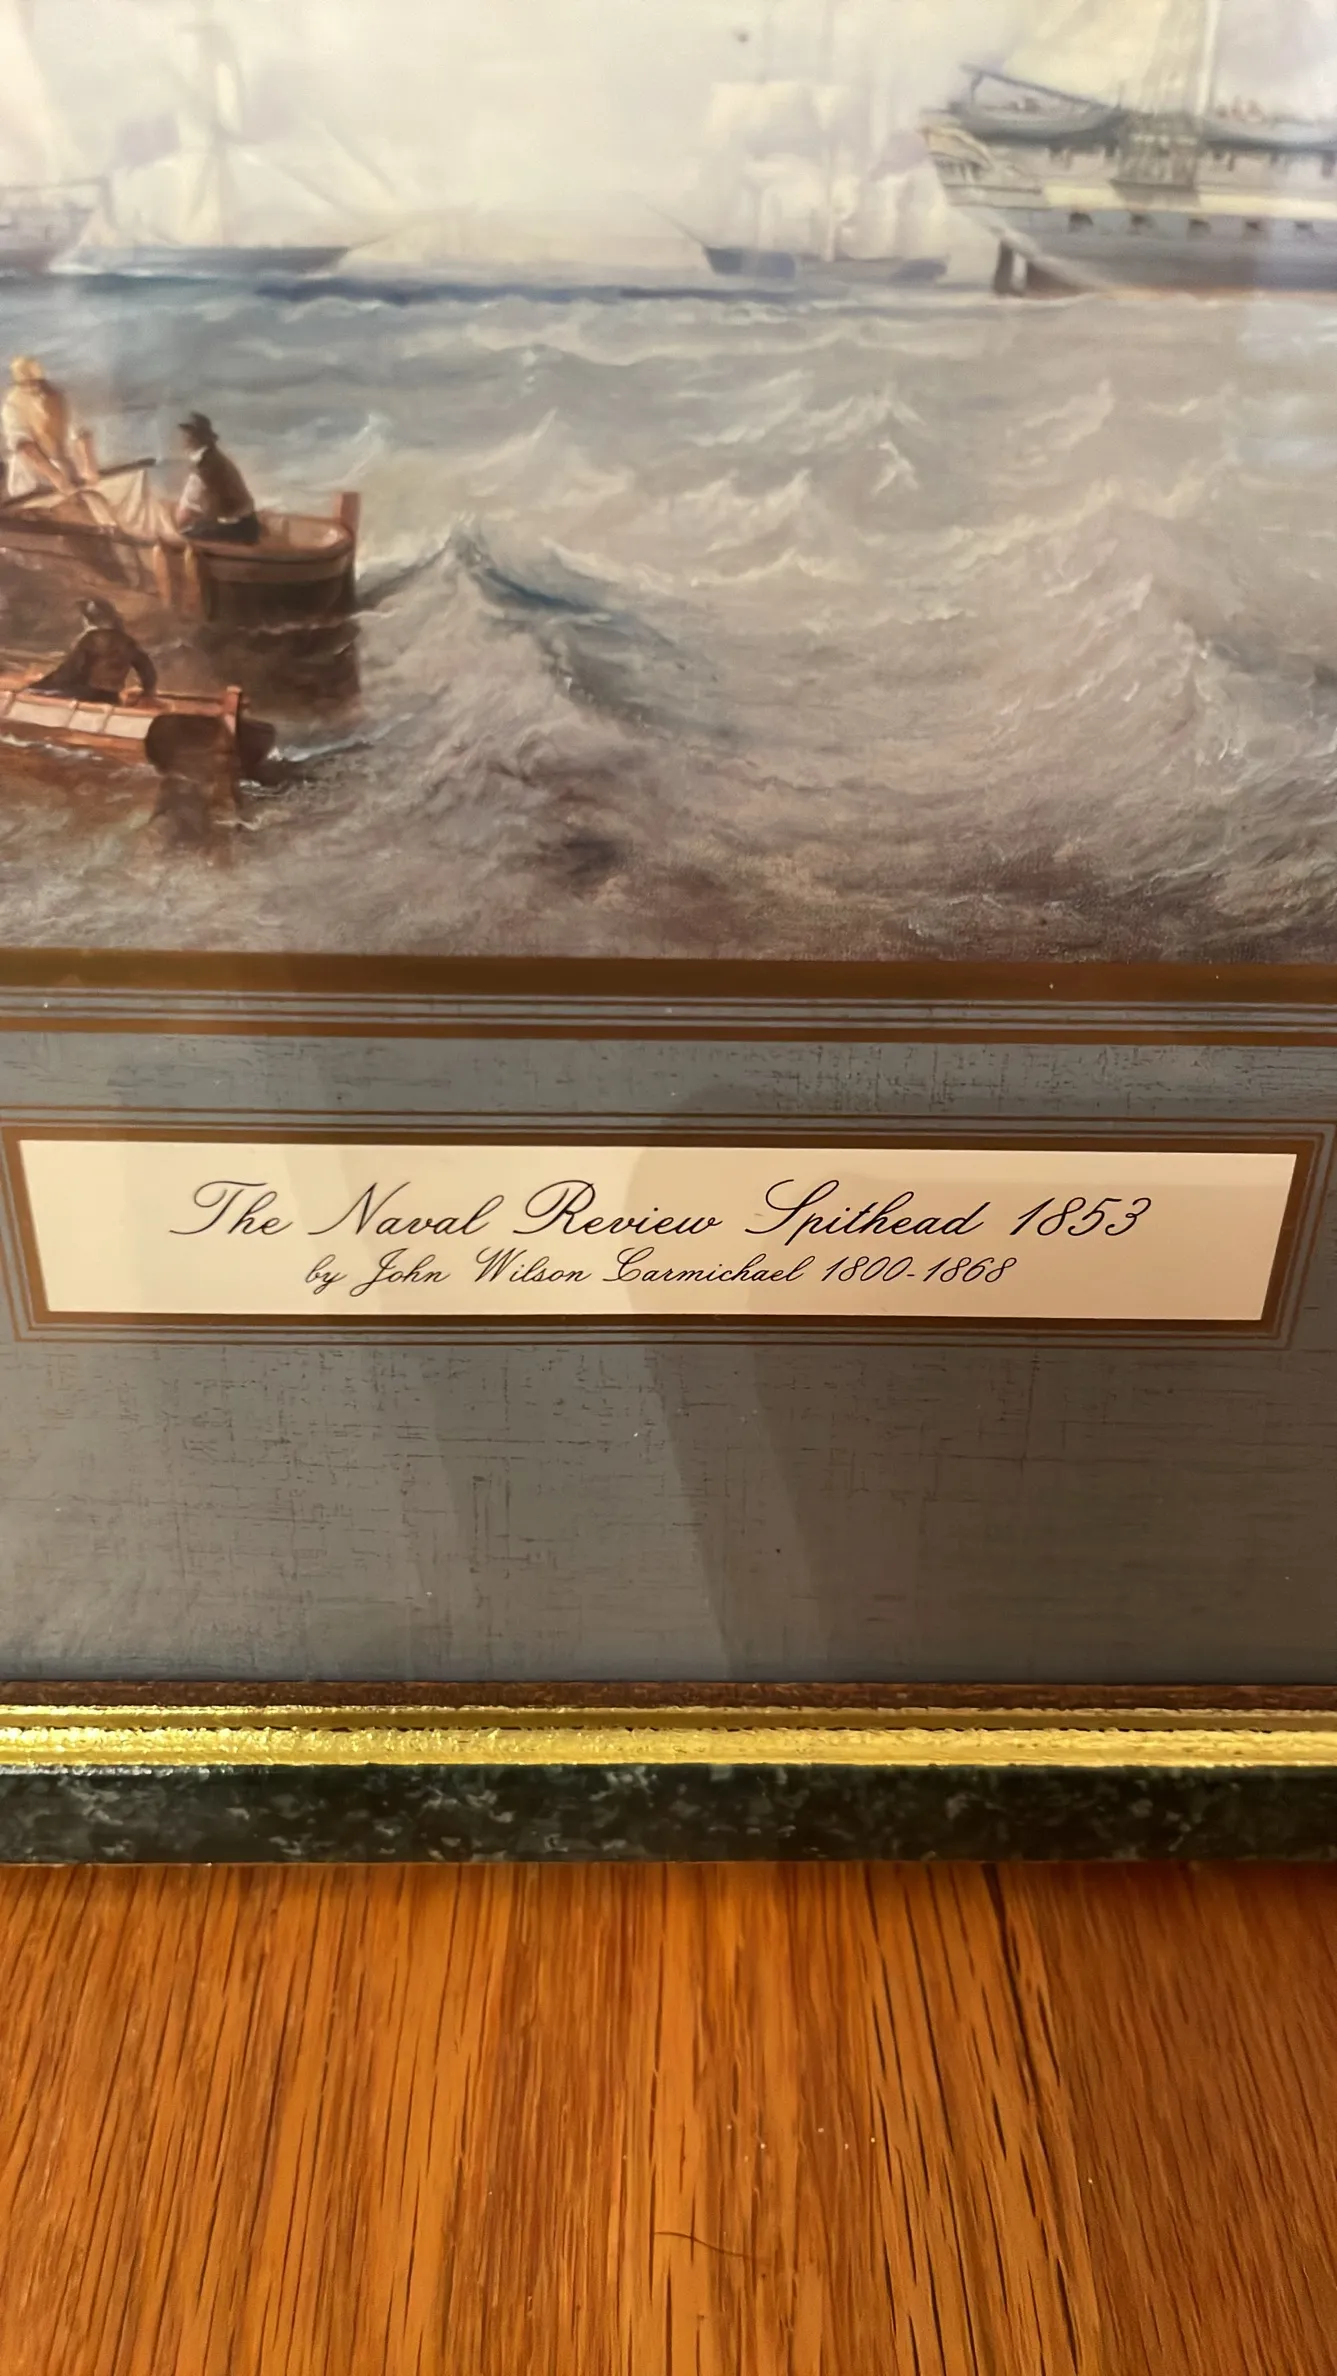 The Naval Review Spithead 1853
by John Wilson Carmichael 1800-1868